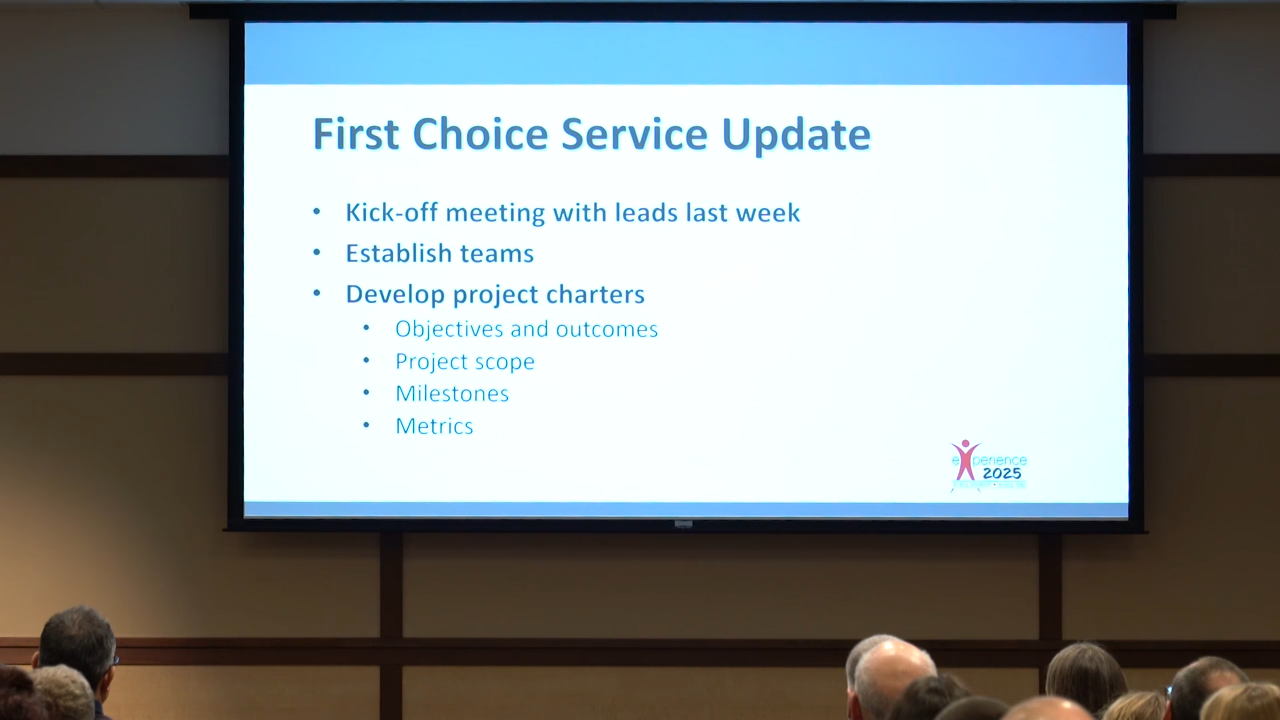 First Choice Service Update
• Kick-off meeting with leads last week
• Establish teams
• Develop project charters
• Objectives and outcomes
• Project scope
• Milestones
• Metrics
eXperience
2025